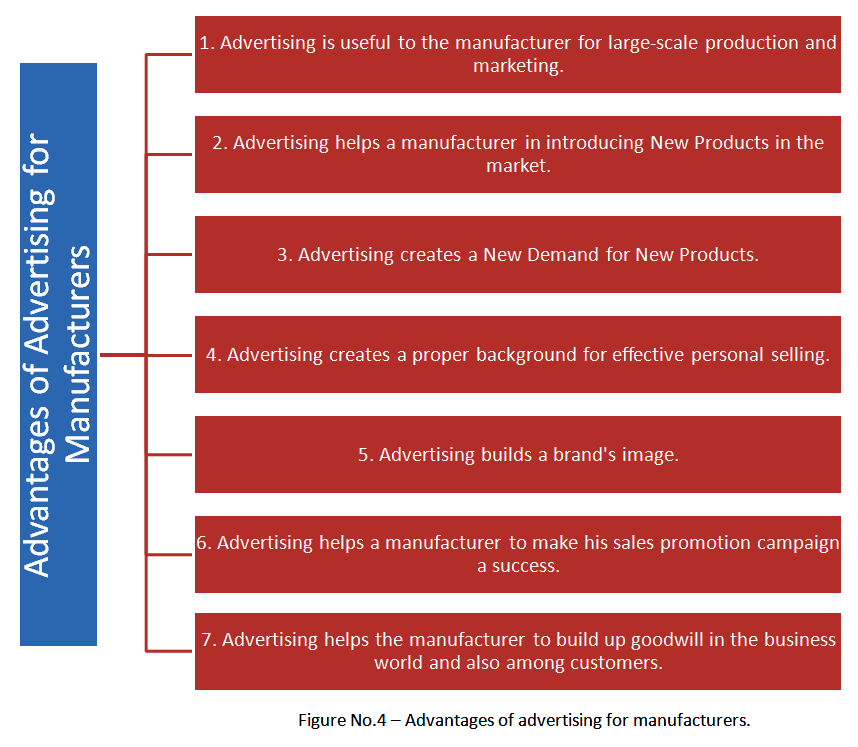 Advantages of Advertising for
Manufacturers
1. Advertising is useful to the manufacturer for large-scale production and
marketing.
2. Advertising helps a manufacturer in introducing New Products in the
market.
3. Advertising creates a New Demand for New Products.
4. Advertising creates a proper background for effective personal selling.
5. Advertising builds a brand's image.
6. Advertising helps a manufacturer to make his sales promotion campaign
a success.
7. Advertising helps the manufacturer to build up goodwill in the business
world and also among customers.
Figure No.4 – Advantages of advertising for manufacturers.